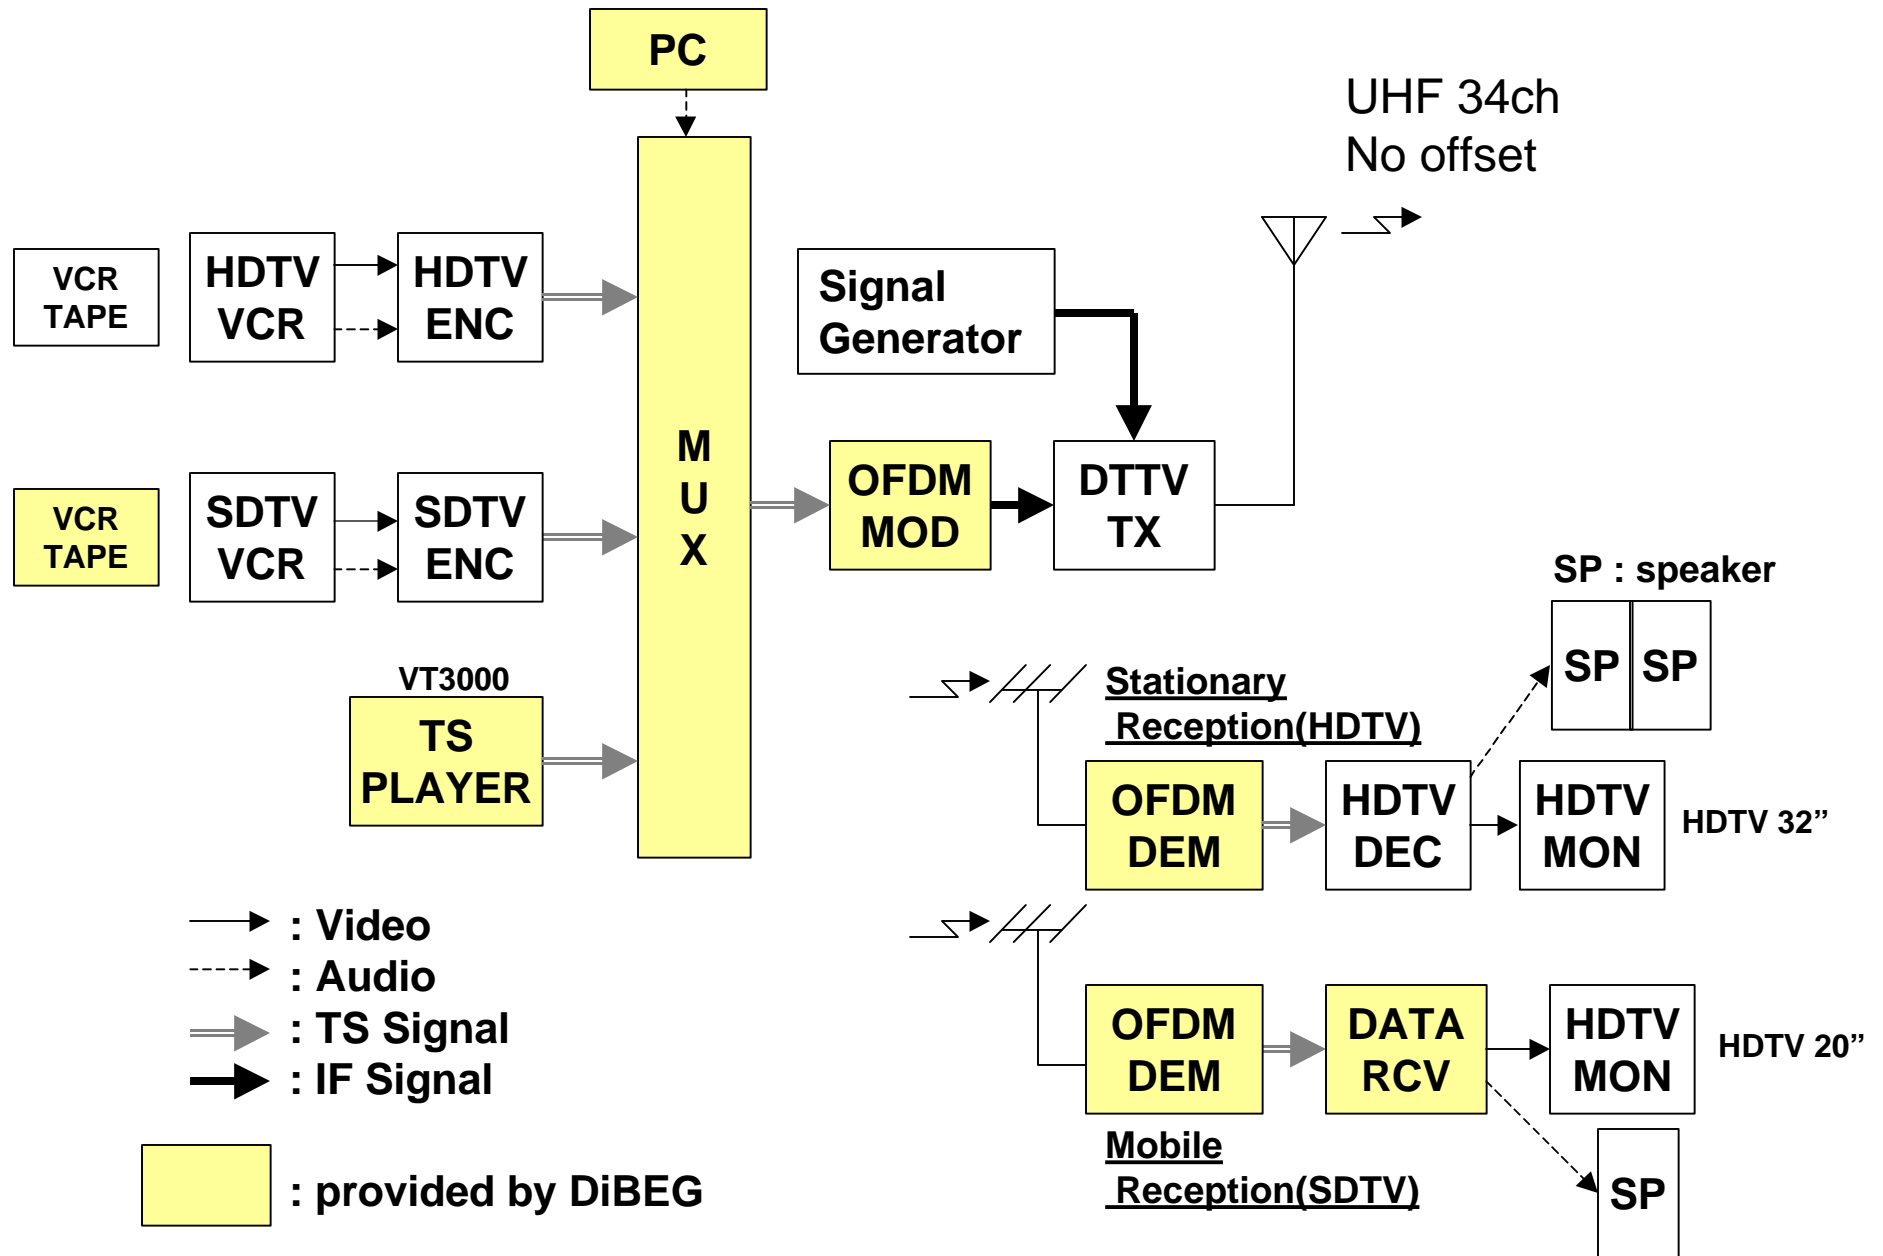 PC
UHF 34ch
No offset
VCR
TAPE
HDTV
VCR
HDTV
ENC
Signal
Generator
M
U
X
VCR
TAPE
SDTV
VCR
SDTV
ENC
OFDM
MOD
DTTV
TX
SP : speaker
SP
SP
VT3000
TS
PLAYER
Stationary
Reception(HDTV)
OFDM
DEM
HDTV
DEC
HDTV
MON
HDTV 32”
: Video
: Audio
: TS Signal
: IF Signal
OFDM
DEM
DATA
RCV
HDTV
MON
HDTV 20”
Mobile
Reception(SDTV)
SP
: provided by DiBEG